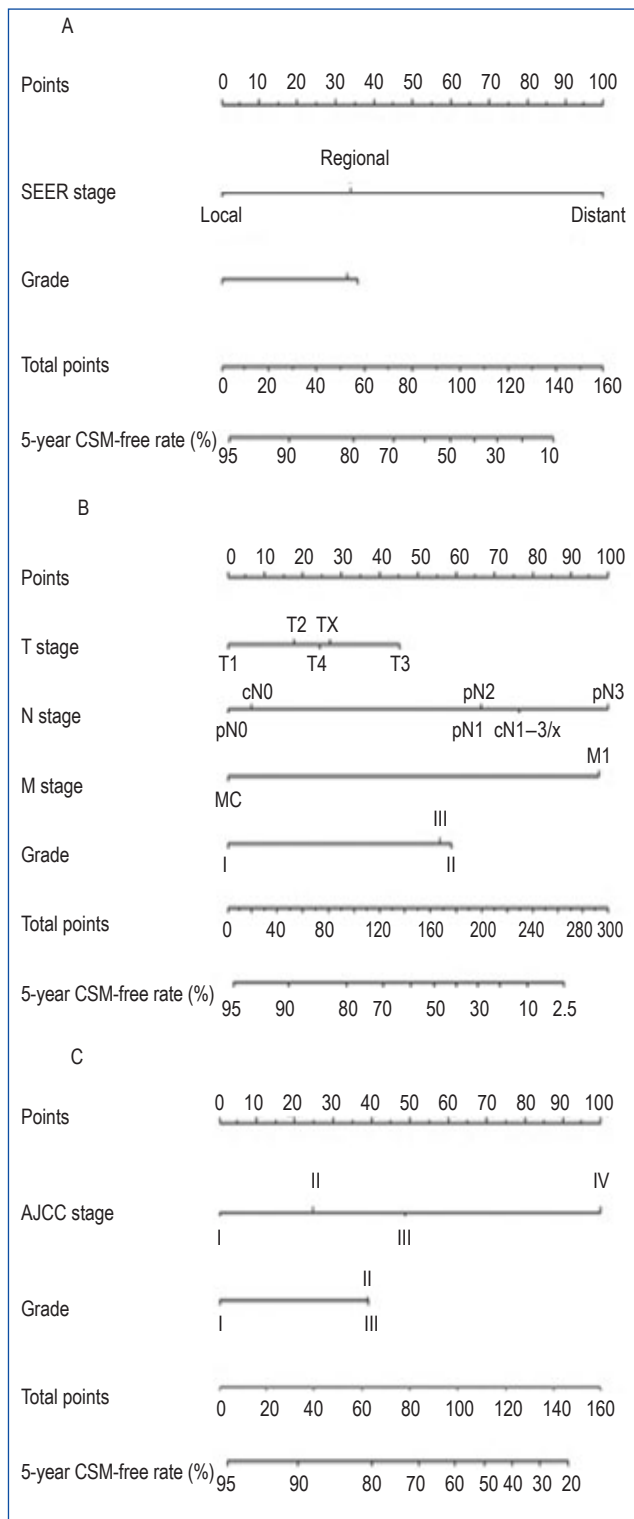 A
Points 0 10 20 30 40 50 60 70 80 90 100
Regional
SEER stage
Local Distant
Grade
Total points
0 20 40 60 80 100 120 140 160
5-year CSM-free rate (%)
95 90 80 70 50 30 10
B
Points 0 10 20 30 40 50 60 70 80 90 100
T2 TX
T stage
T1 T4 T3
cN0 pN2 pN3
N stage
pN0 pN1 cN1–3/x
M1
M stage
MC
III
Grade
I II
Total points
0 40 80 120 160 200 240 280 300
5-year CSM-free rate (%)
95 90 80 70 50 30 10 2.5
C
Points 0 10 20 30 40 50 60 70 80 90 100
II IV
AJCC stage
I III
II
Grade
I III
Total points
0 20 40 60 80 100 120 140 160
5-year CSM-free rate (%)
95 90 80 70 60 50 40 30 20